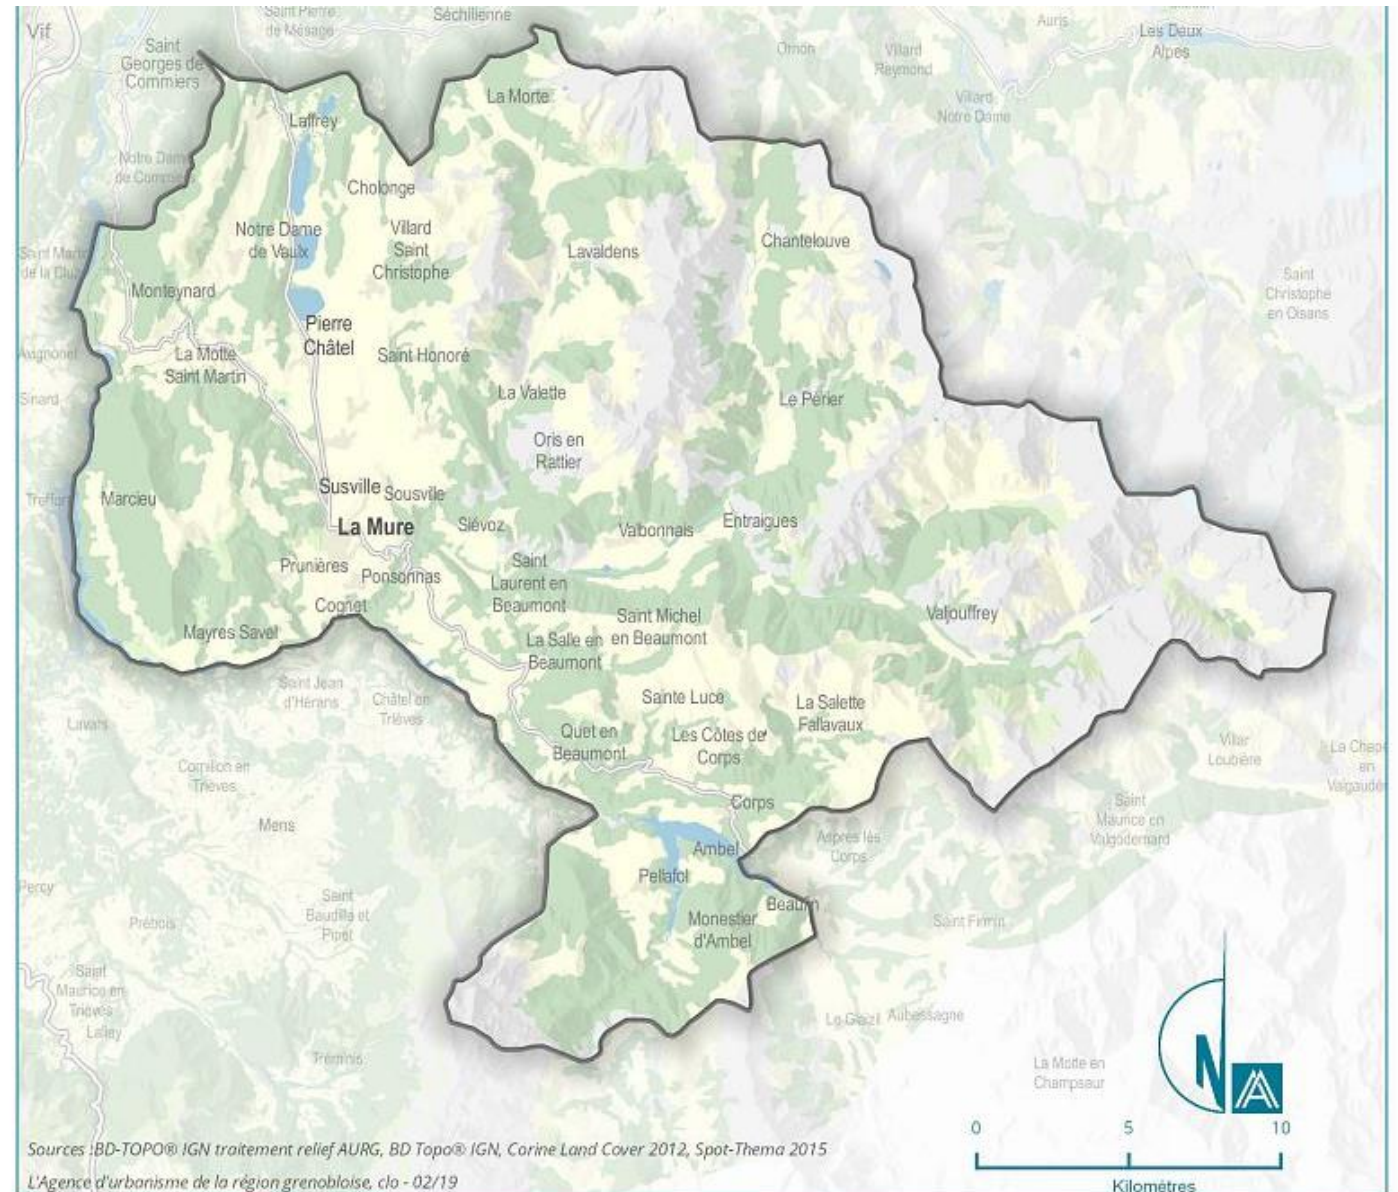 Vif
Saint Pierre
de Mésage
Séchilienne
Auris
Les Deux
Alpes
Saint
Georges de
Commiers
Ornon
Villard
Reymond
La Morte
Villard
Notre Dame
Laffrey
Notre Dame
de Commiers
Cholonge
Notre Dame
de Vaulx
Villard
Saint
Christophe
Lavaldens
Chantelouve
Saint Mart
de la Clu
Monteynard
Saint
Christophe
en Oisans
Pierre
Châtel
Avignonet
La Motte
Saint Martin
Saint Honoré
La Valette
Le Périer
Sinard
Oris en
Rattier
Treffort
Marcieu
Susville
Sousville
La Mure
Siévoz
Valbonnais
Entraigues
Prunières
Ponsonnas
Saint
Laurent en
Beaumont
Cognet
Saint Michel
en Beaumont
Valjouffrey
Mayres Savel
La Salle en
Beaumont
Saint Jean
d'Hérans
Châtel en
Trièves
Sainte Luce
La Salette
Fallavaux
Lavars
Quet en
Beaumont
Les Côtes de
Corps
Villar
Loubière
La Chape
en
Valgaudém
Cornillon en
Trièves
Corps
Saint
Maurice en
Valgodemard
Mens
Aspres lès
Corps
Ambel
Pellafol
Percy
Saint
Baudille et
Pipet
Beaufin
Prébois
Monestier
d'Ambel
Saint Firmin
Saint
Maurice en
Trièves
Lalley
Le Glaizil
Aubessagne
Tréminis
La Motte en
Champsaur
N
0 5 10
Kilomètres
Sources :BD-TOPO® IGN traitement relief AURG, BD Topo® IGN, Corine Land Cover 2012, Spot-Thema 2015
L'Agence d'urbanisme de la région grenobloise, clo - 02/19